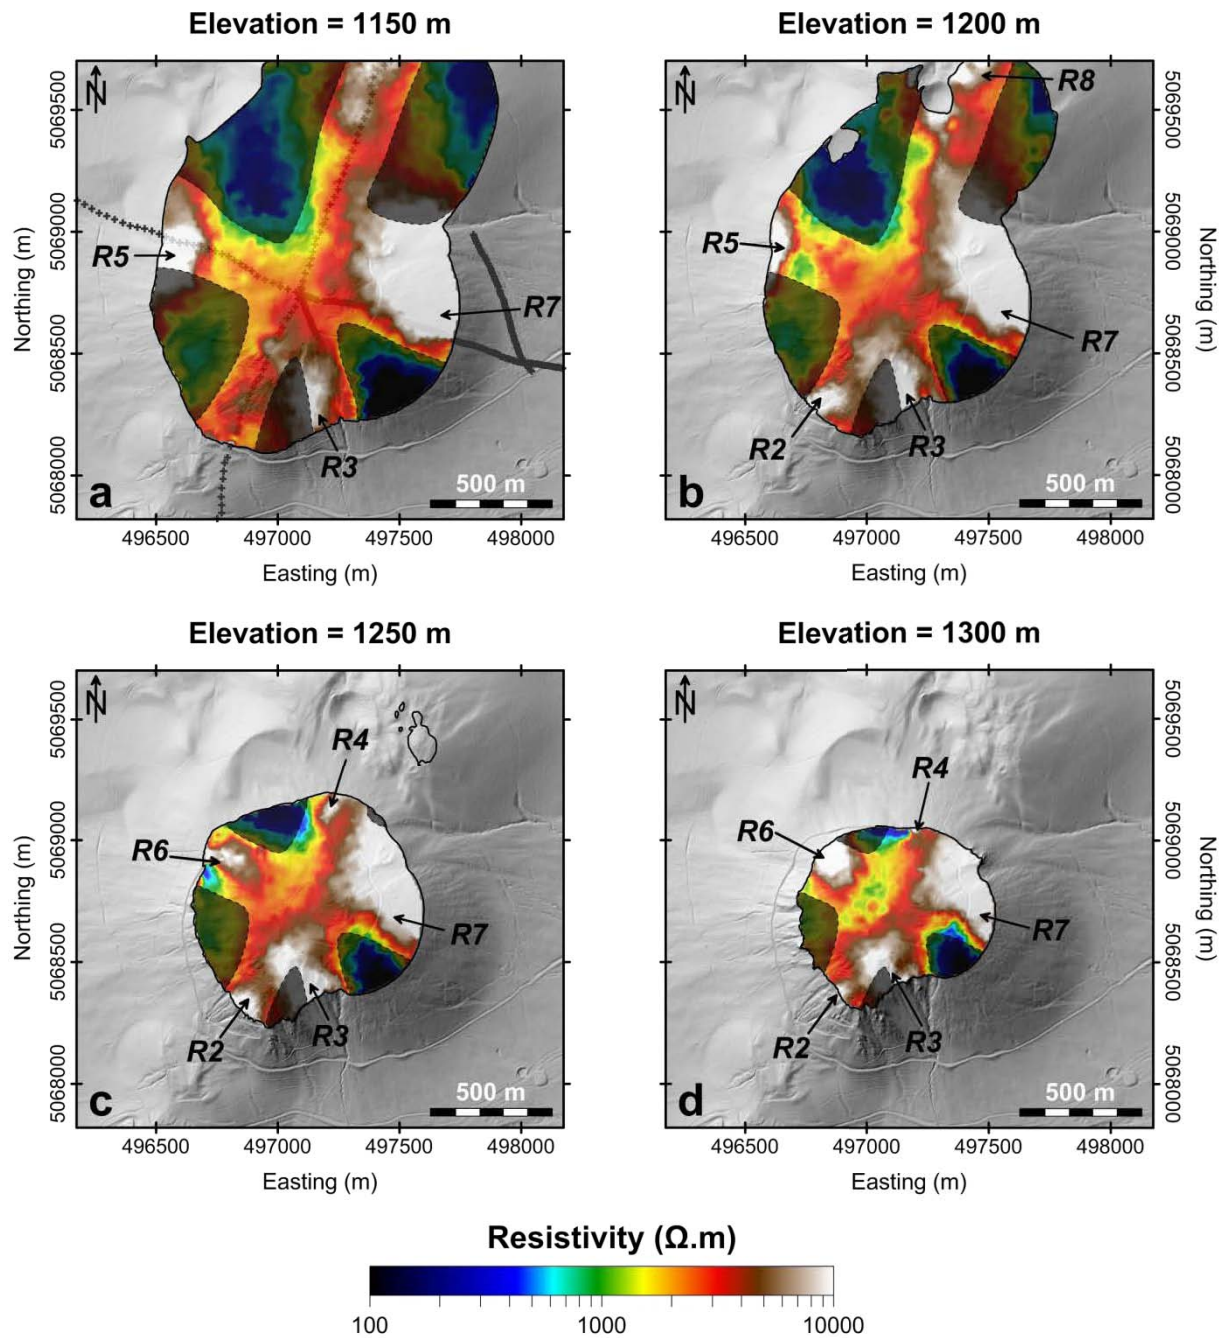 Elevation = 1150 m
Elevation = 1200 m
N
5069500
5069000
5068500
5068000
Northing (m)
R5
R7
R3
a
500 m
496500 497000 497500 498000
Easting (m)
N
R8
R5
R7
R2
R3
b
500 m
5069500
5069000
5068500
5068000
Northing (m)
496500 497000 497500 498000
Easting (m)
Elevation = 1250 m
Elevation = 1300 m
N
5069500
5069000
5068500
5068000
Northing (m)
R4
R6
R7
R3
R2
c
500 m
496500 497000 497500 498000
Easting (m)
N
R4
R6
R7
R3
R2
d
500 m
5069500
5069000
5068500
5068000
Northing (m)
496500 497000 497500 498000
Easting (m)
Resistivity (Ω.m)
100 1000 10000